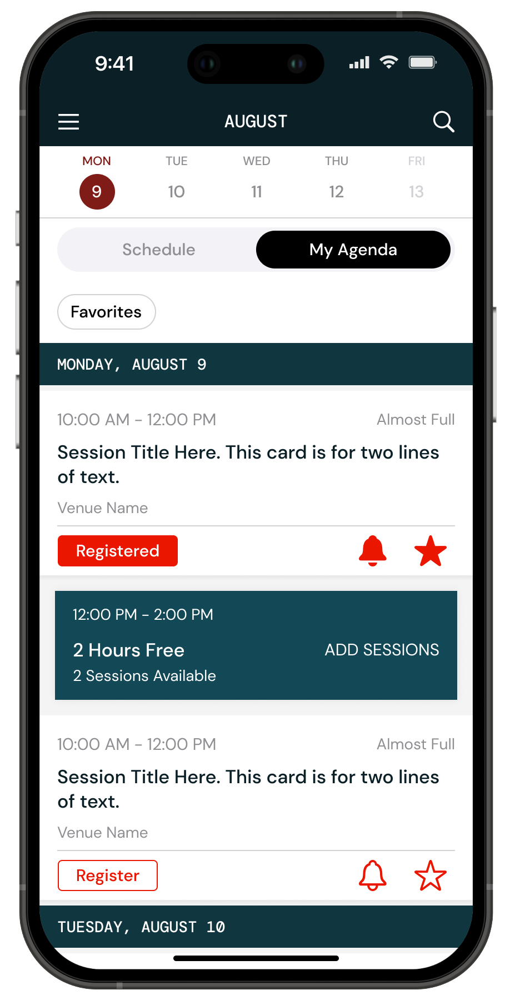 9:41
AUGUST
MON TUE WED THU FRI
9 10 11 12 13
Schedule My Agenda
Favorites
MONDAY, AUGUST 9
10:00 AM – 12:00 PM Almost Full
Session Title Here. This card is for two lines
of text.
Venue Name
Registered
12:00 PM – 2:00 PM
2 Hours Free ADD SESSIONS
2 Sessions Available
10:00 AM – 12:00 PM Almost Full
Session Title Here. This card is for two lines
of text.
Venue Name
Register
TUESDAY, AUGUST 10